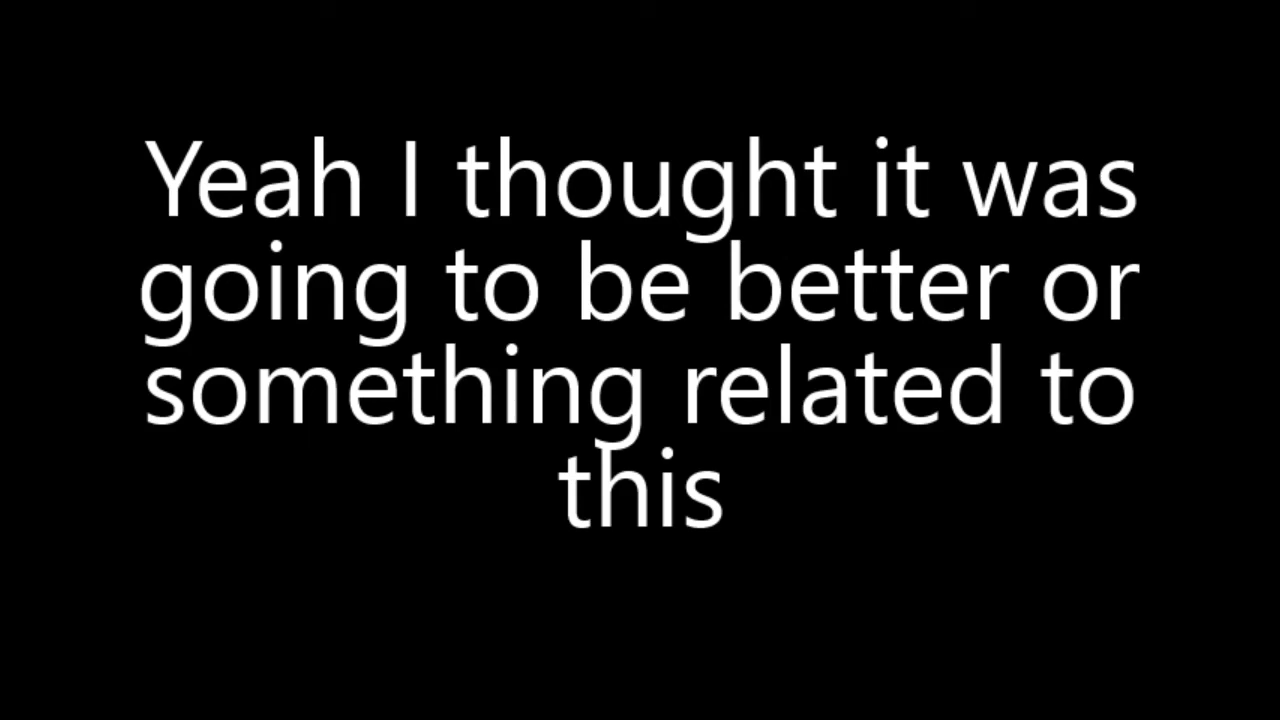 Yeah I thought it was
going to be better or
something related to
this